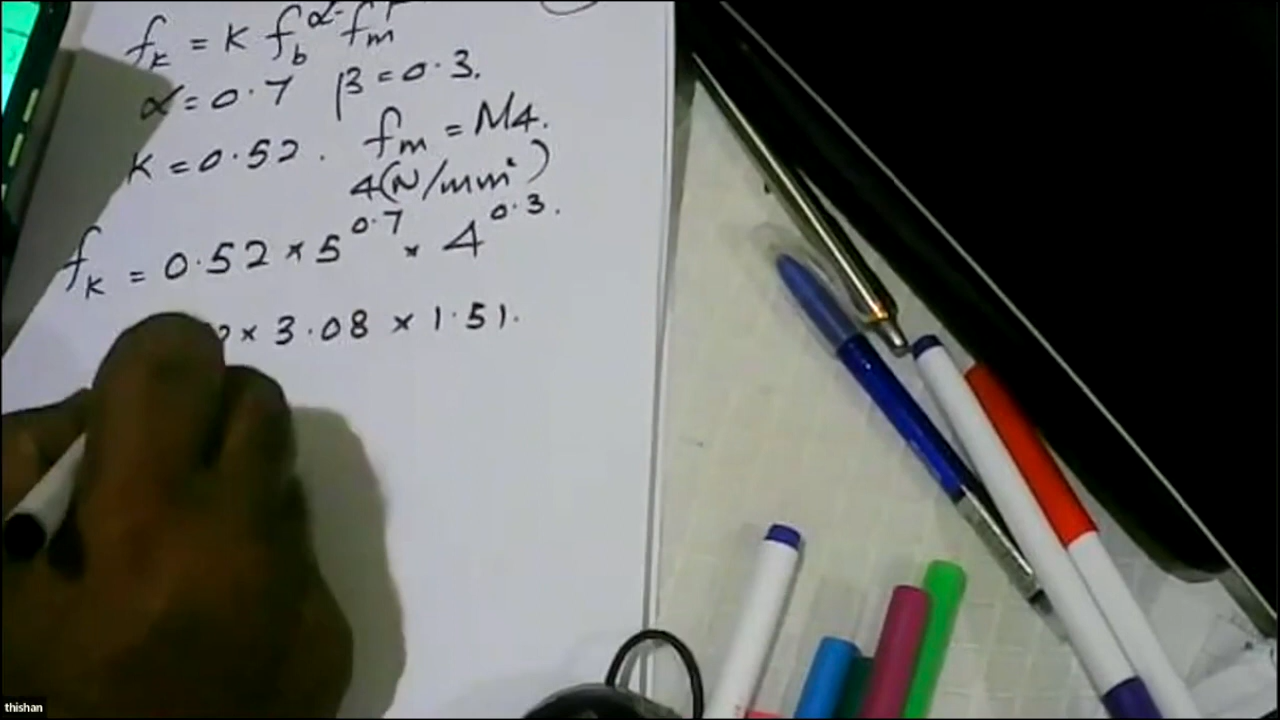 fk = K fb^α fm
α = 0.7 β = 0.3.
K = 0.52. fm = M4.
4(N/mm²)
fk = 0.52 × 5^0.7 × 4^0.3.
× 3.08 × 1.51.
thishan